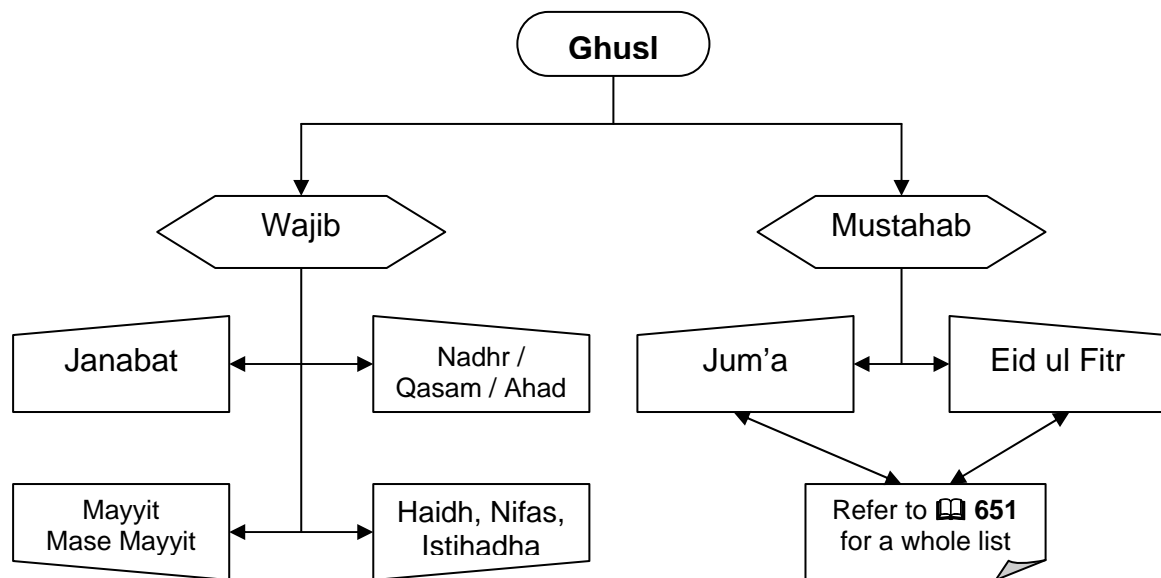 Ghusl
Wajib
Mustahab
Janabat
Nadhr /
Qasam / Ahad
Jum’a
Eid ul Fitr
Mayyit
Mase Mayyit
Haidh, Nifas,
Istihadha
Refer to 🕮 651
for a whole list